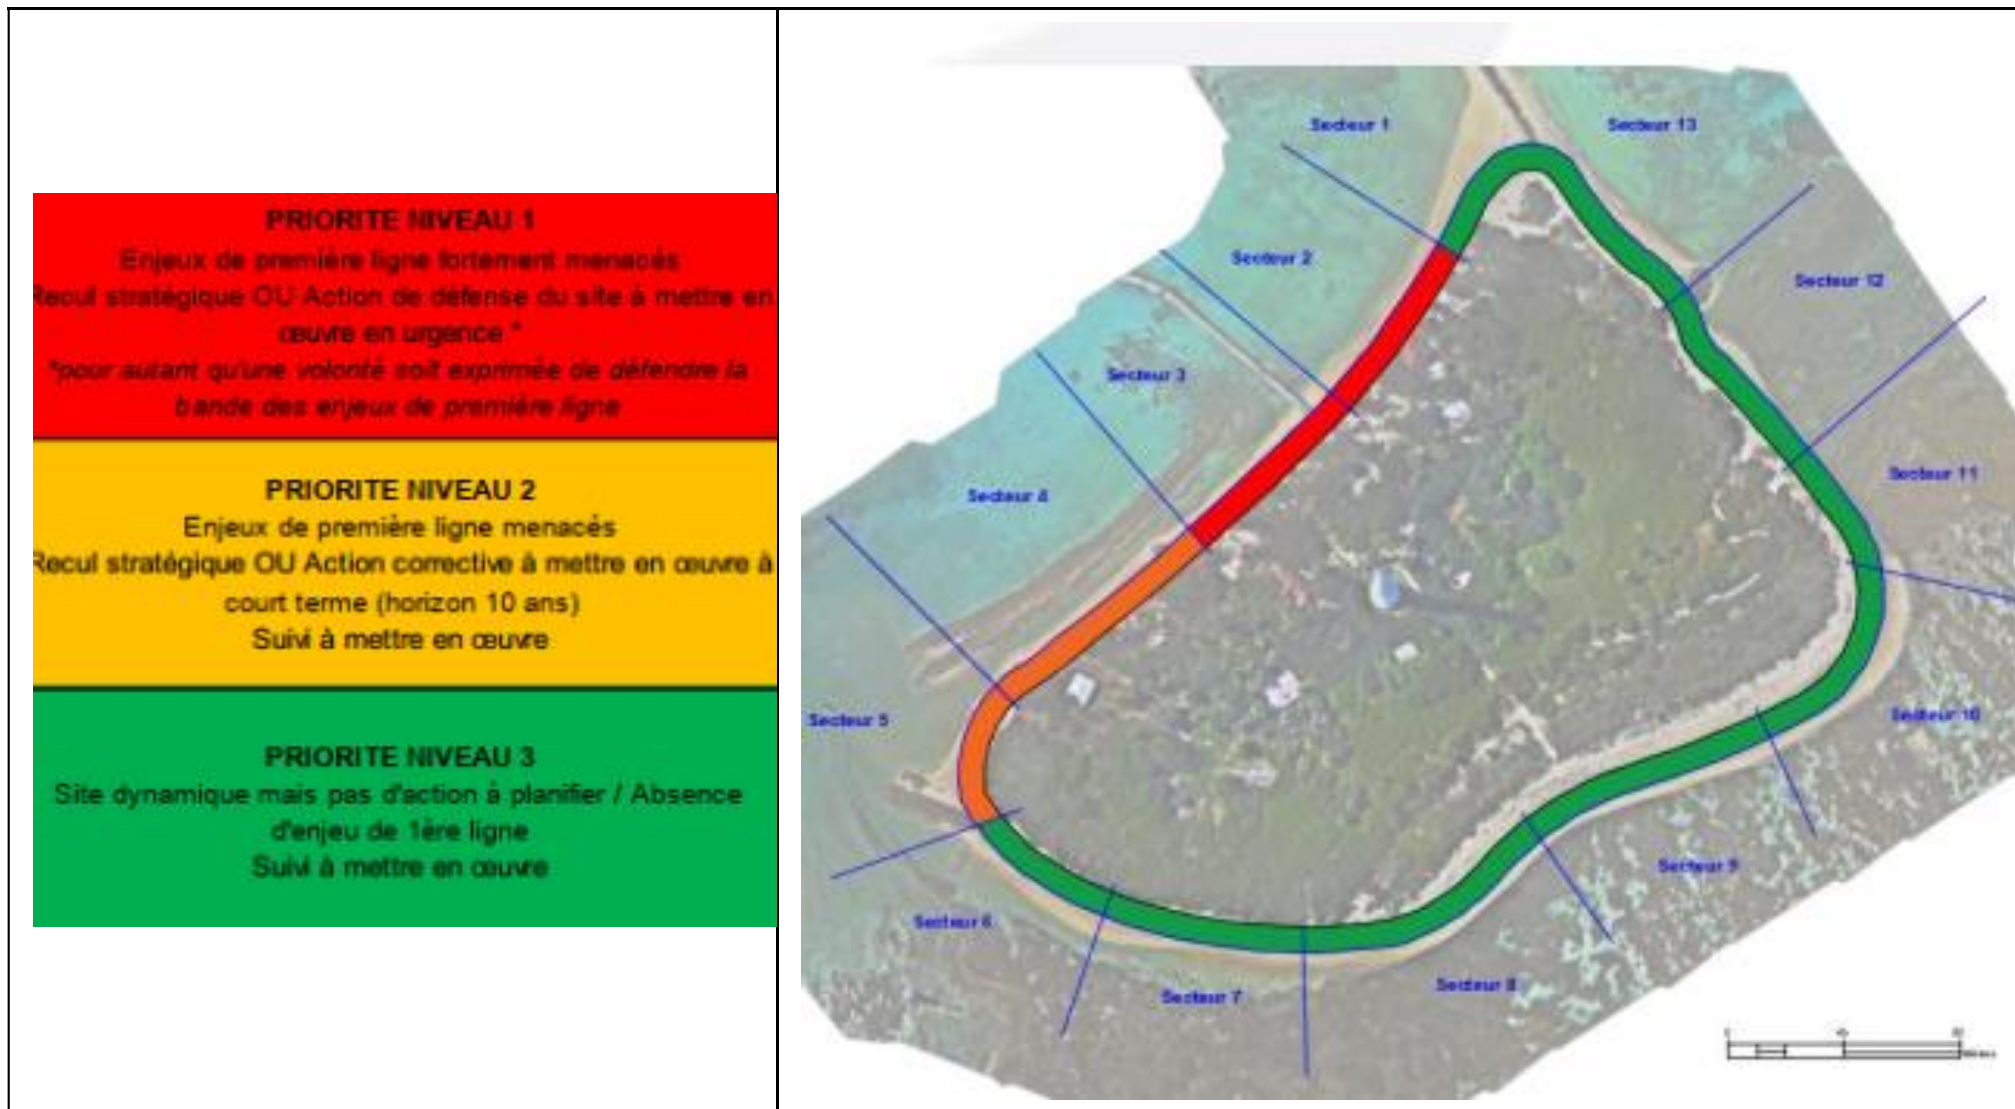 PRIORITE NIVEAU 1
Enjeux de première ligne fortement menacés
Recul stratégique OU Action de défense du site à mettre en
œuvre en urgence *
*pour autant qu'une volonté soit exprimée de défendre la
bande des enjeux de première ligne
PRIORITE NIVEAU 2
Enjeux de première ligne menacés
Recul stratégique OU Action corrective à mettre en œuvre à
court terme (horizon 10 ans)
Suivi à mettre en œuvre
PRIORITE NIVEAU 3
Site dynamique mais pas d'action à planifier / Absence
d'enjeu de 1ère ligne
Suivi à mettre en œuvre
Secteur 1
Secteur 13
Secteur 2
Secteur 12
Secteur 3
Secteur 11
Secteur 4
Secteur 5
Secteur 10
Secteur 9
Secteur 6
Secteur 8
Secteur 7